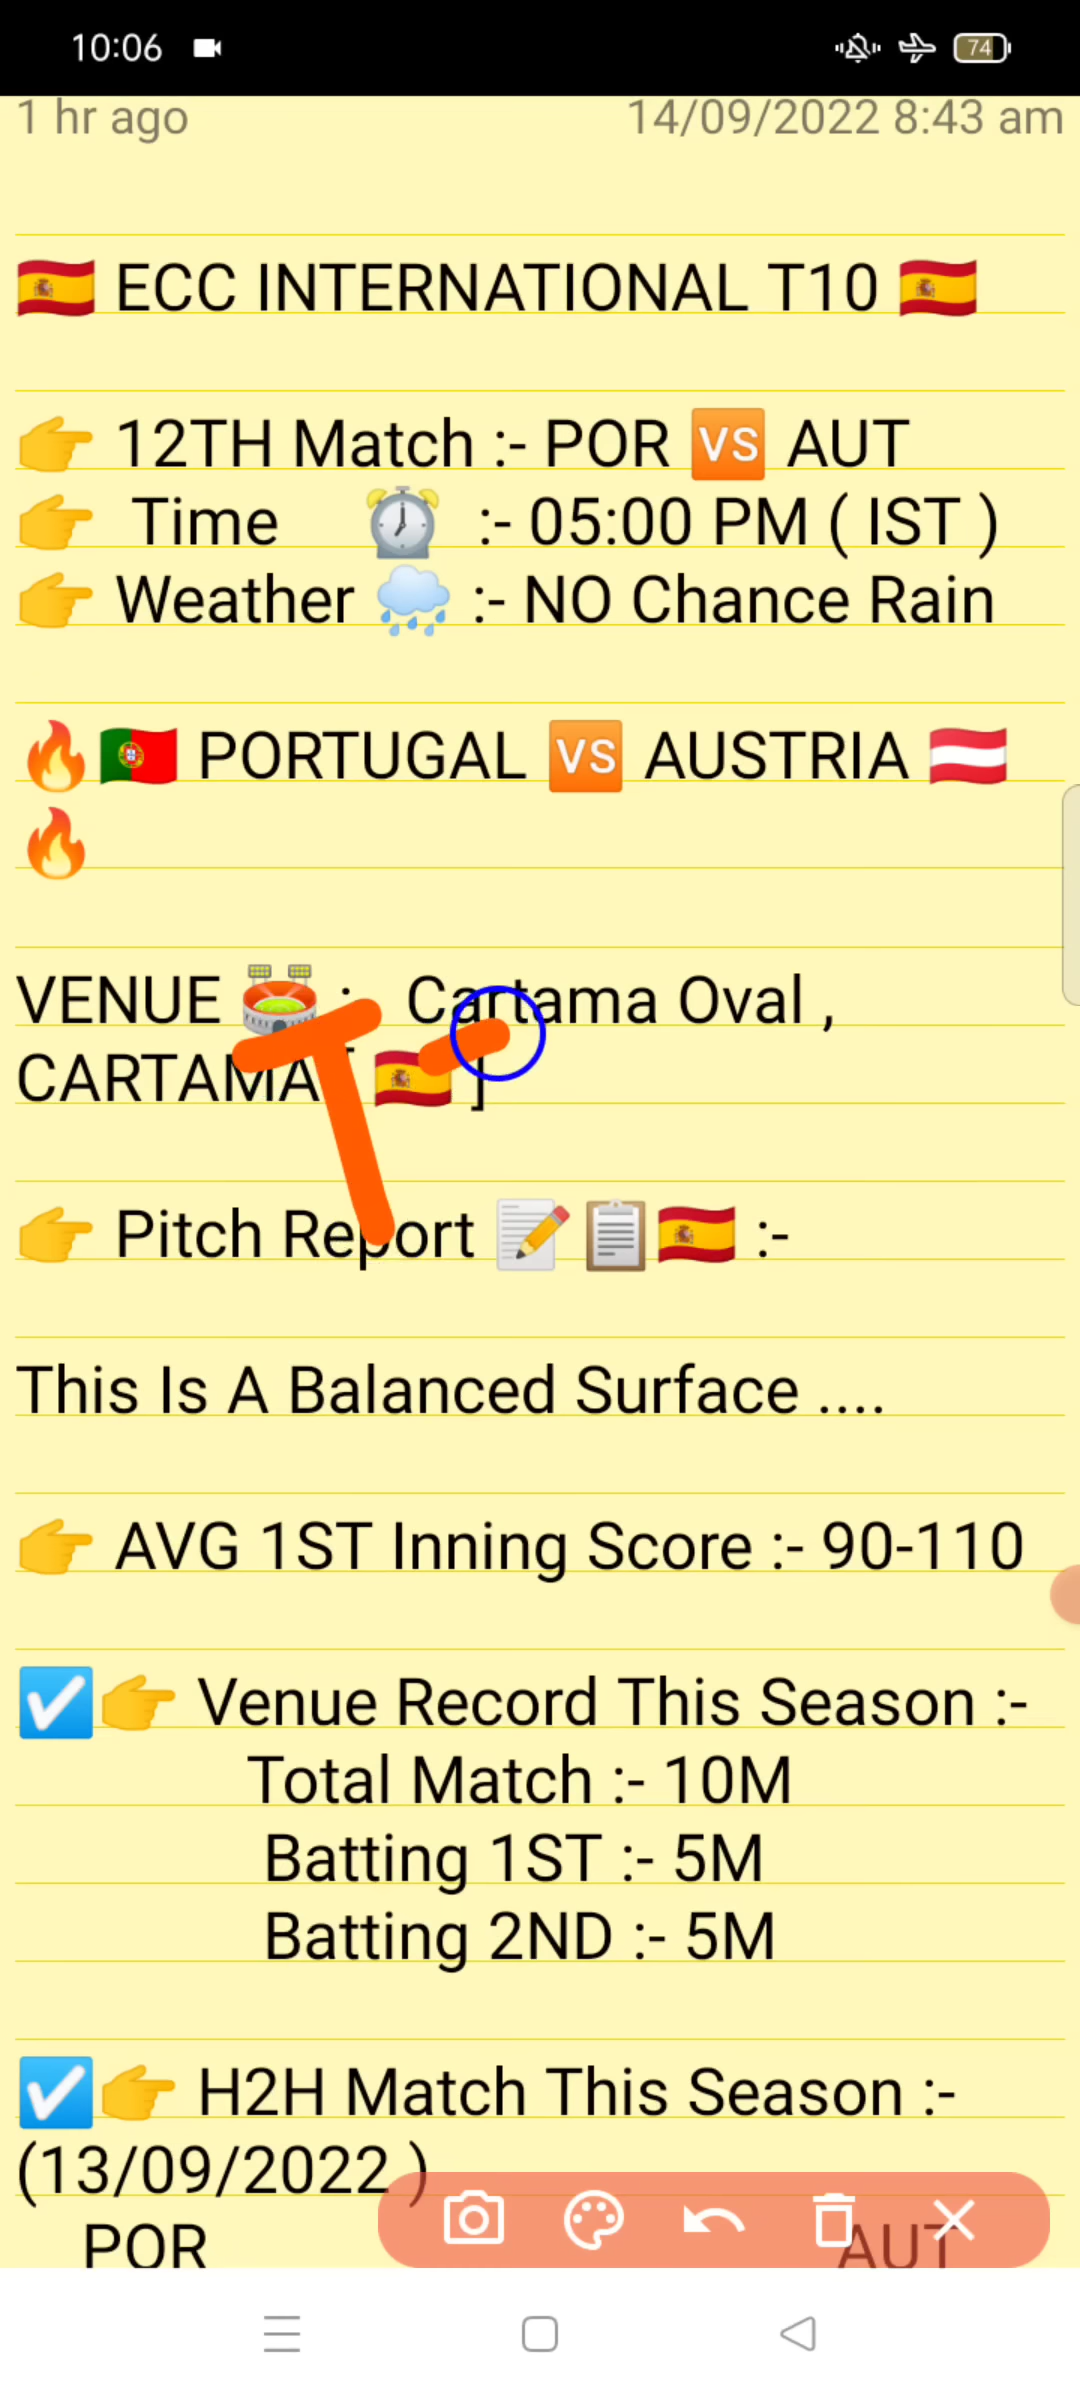 10:06 74
1 hr ago 14/09/2022 8:43 am
🇪🇸 ECC INTERNATIONAL T10 🇪🇸
👉 12TH Match :- POR 🆚 AUT
👉 Time ⏰ :- 05:00 PM ( IST )
👉 Weather 🌧️ :- NO Chance Rain
🔥🇵🇹 PORTUGAL 🆚 AUSTRIA 🇦🇹
🔥
VENUE 🏟️ : Cartama Oval ,
CARTAMA [ 🇪🇸 ]
👉 Pitch Report 📝📋🇪🇸 :-
This Is A Balanced Surface ....
👉 AVG 1ST Inning Score :- 90-110
☑️👉 Venue Record This Season :-
Total Match :- 10M
Batting 1ST :- 5M
Batting 2ND :- 5M
☑️👉 H2H Match This Season :-
(13/09/2022 )
POR AUT